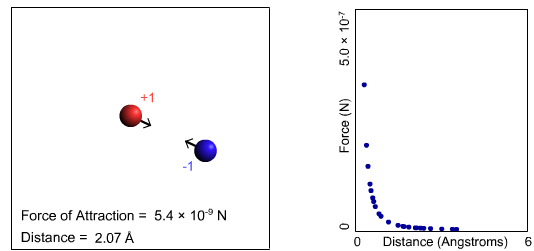 +1
-1
Force of Attraction = 5.4 × 10⁻⁹ N
Distance = 2.07 Å
5.0 × 10⁻⁷
Force (N)
0
0 Distance (Angstroms) 6